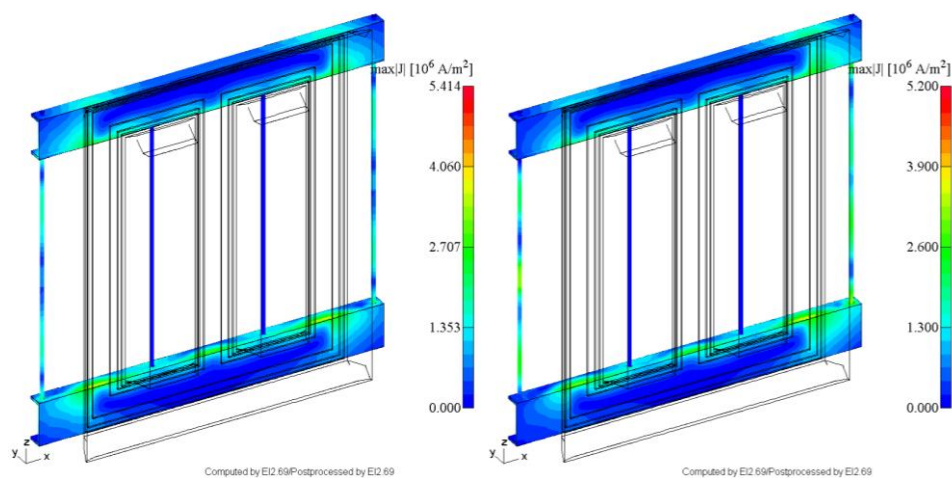 max|J| [10⁶ A/m²]
5.414
4.060
2.707
1.353
0.000
z
y
x
Computed by EI2.69/Postprocessed by EI2.69
max|J| [10⁶ A/m²]
5.200
3.900
2.600
1.300
0.000
z
y
x
Computed by EI2.69/Postprocessed by EI2.69